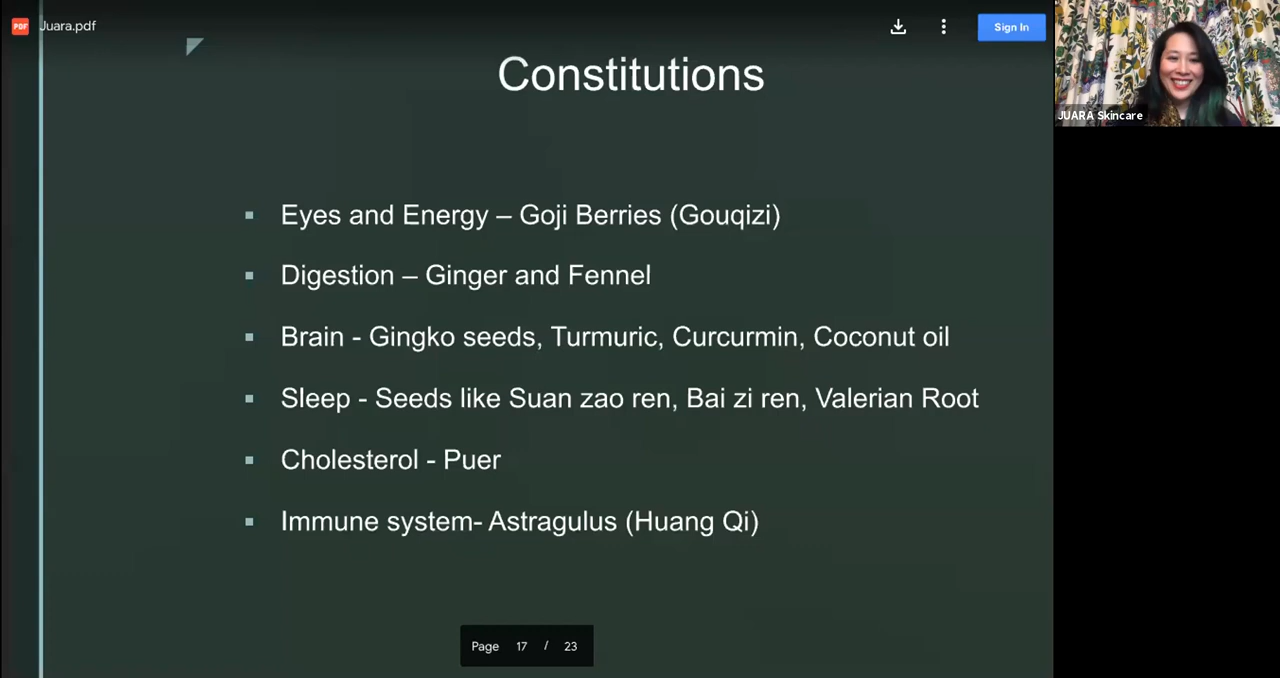 PDF
Juara.pdf
Sign In
JUARA Skincare
Constitutions
▪ Eyes and Energy – Goji Berries (Gouqizi)
▪ Digestion – Ginger and Fennel
▪ Brain - Gingko seeds, Turmuric, Curcurmin, Coconut oil
▪ Sleep - Seeds like Suan zao ren, Bai zi ren, Valerian Root
▪ Cholesterol - Puer
▪ Immune system- Astragulus (Huang Qi)
Page 17 / 23